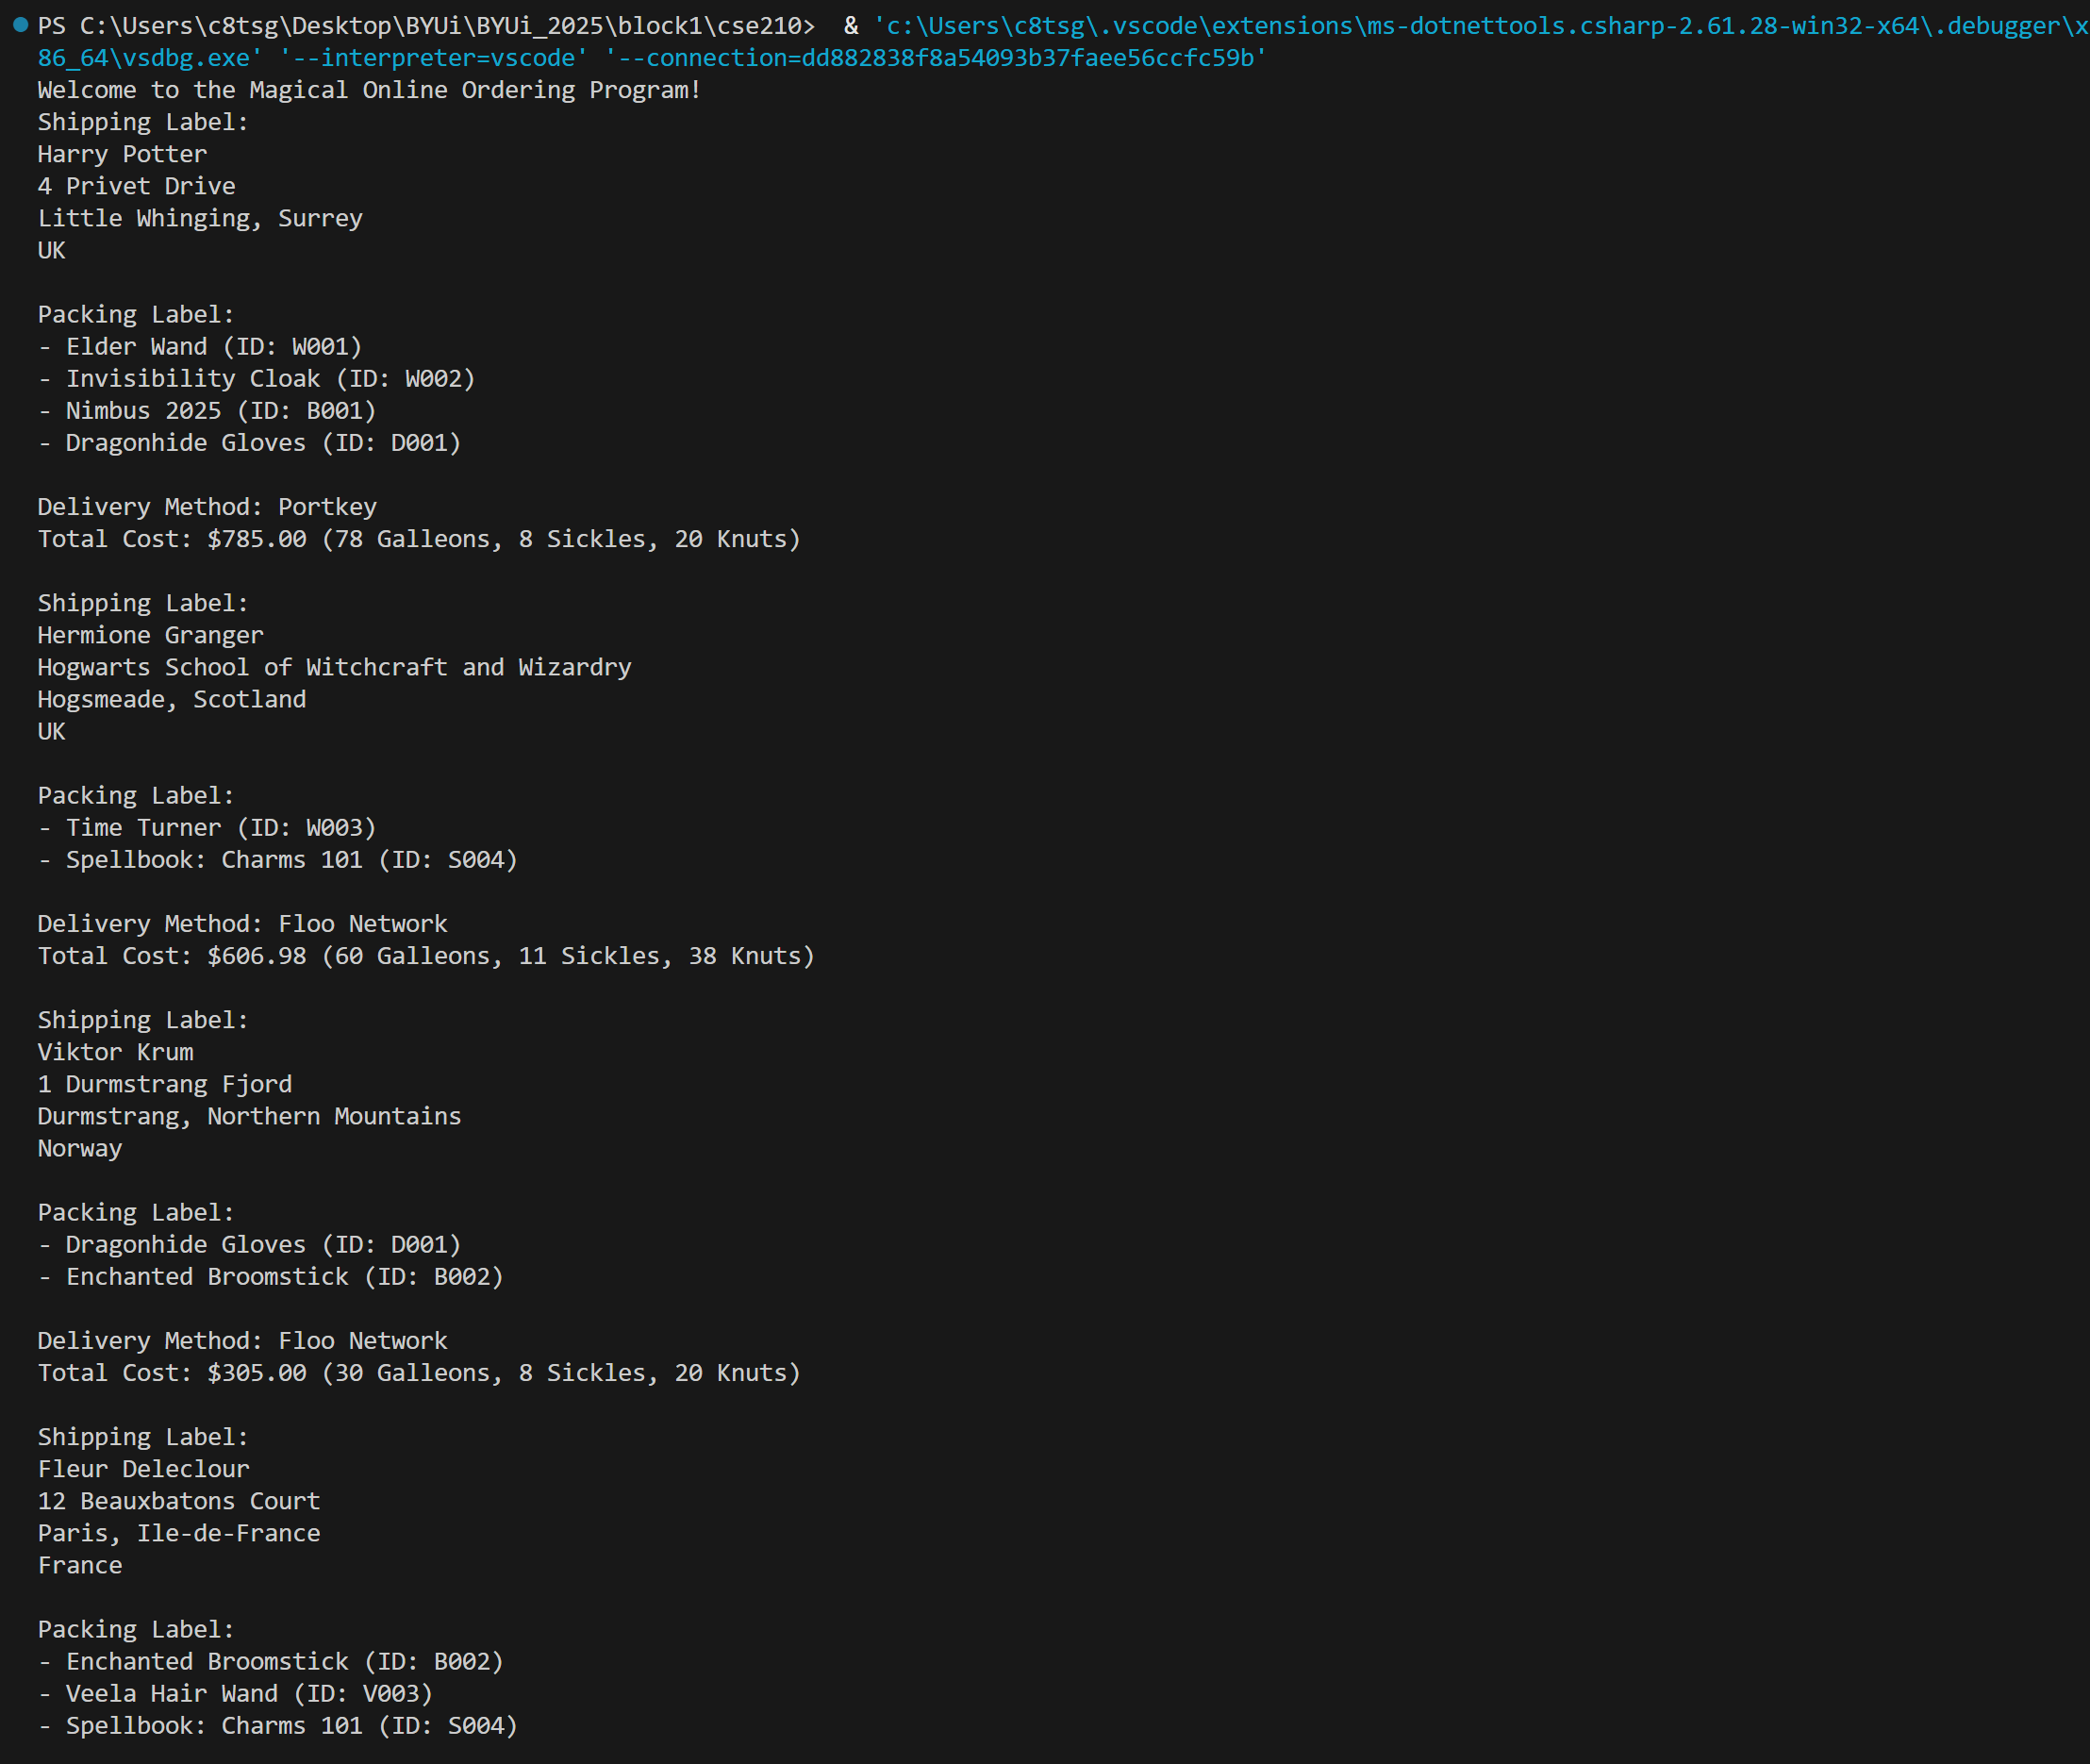 PS C:\Users\c8tsg\Desktop\BYUi\BYUi_2025\block1\cse210>  & 'c:\Users\c8tsg\.vscode\extensions\ms-dotnettools.csharp-2.61.28-win32-x64\.debugger\x
86_64\vsdbg.exe' '--interpreter=vscode' '--connection=dd882838f8a54093b37faee56ccfc59b'
Welcome to the Magical Online Ordering Program!
Shipping Label:
Harry Potter
4 Privet Drive
Little Whinging, Surrey
UK

Packing Label:
- Elder Wand (ID: W001)
- Invisibility Cloak (ID: W002)
- Nimbus 2025 (ID: B001)
- Dragonhide Gloves (ID: D001)

Delivery Method: Portkey
Total Cost: $785.00 (78 Galleons, 8 Sickles, 20 Knuts)

Shipping Label:
Hermione Granger
Hogwarts School of Witchcraft and Wizardry
Hogsmeade, Scotland
UK

Packing Label:
- Time Turner (ID: W003)
- Spellbook: Charms 101 (ID: S004)

Delivery Method: Floo Network
Total Cost: $606.98 (60 Galleons, 11 Sickles, 38 Knuts)

Shipping Label:
Viktor Krum
1 Durmstrang Fjord
Durmstrang, Northern Mountains
Norway

Packing Label:
- Dragonhide Gloves (ID: D001)
- Enchanted Broomstick (ID: B002)

Delivery Method: Floo Network
Total Cost: $305.00 (30 Galleons, 8 Sickles, 20 Knuts)

Shipping Label:
Fleur Deleclour
12 Beauxbatons Court
Paris, Ile-de-France
France

Packing Label:
- Enchanted Broomstick (ID: B002)
- Veela Hair Wand (ID: V003)
- Spellbook: Charms 101 (ID: S004)